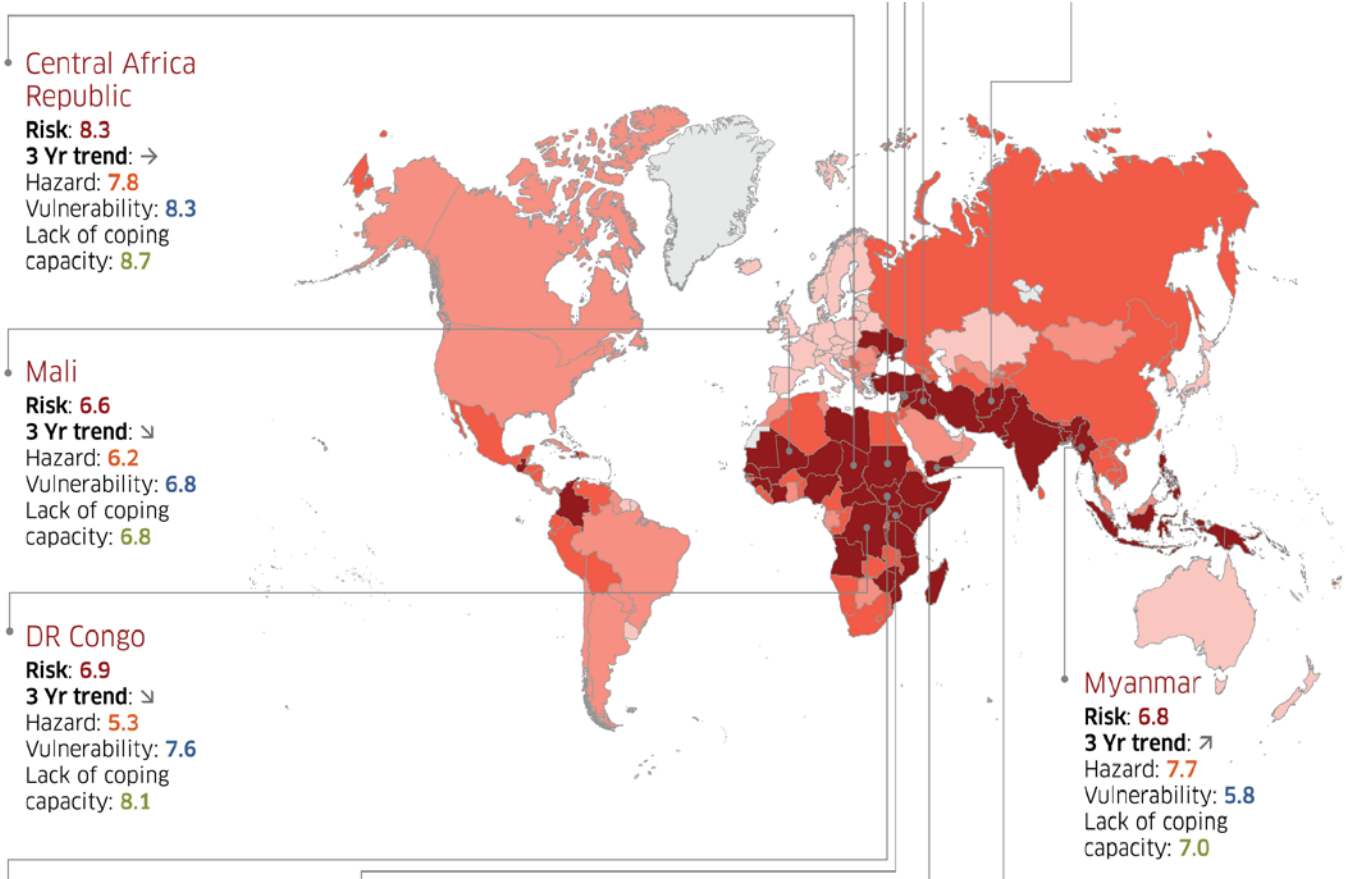 Central Africa
Republic
Risk: 8.3
3 Yr trend: →
Hazard: 7.8
Vulnerability: 8.3
Lack of coping
capacity: 8.7
Mali
Risk: 6.6
3 Yr trend: ↘
Hazard: 6.2
Vulnerability: 6.8
Lack of coping
capacity: 6.8
DR Congo
Risk: 6.9
3 Yr trend: ↘
Hazard: 5.3
Vulnerability: 7.6
Lack of coping
capacity: 8.1
Myanmar
Risk: 6.8
3 Yr trend: ↗
Hazard: 7.7
Vulnerability: 5.8
Lack of coping
capacity: 7.0